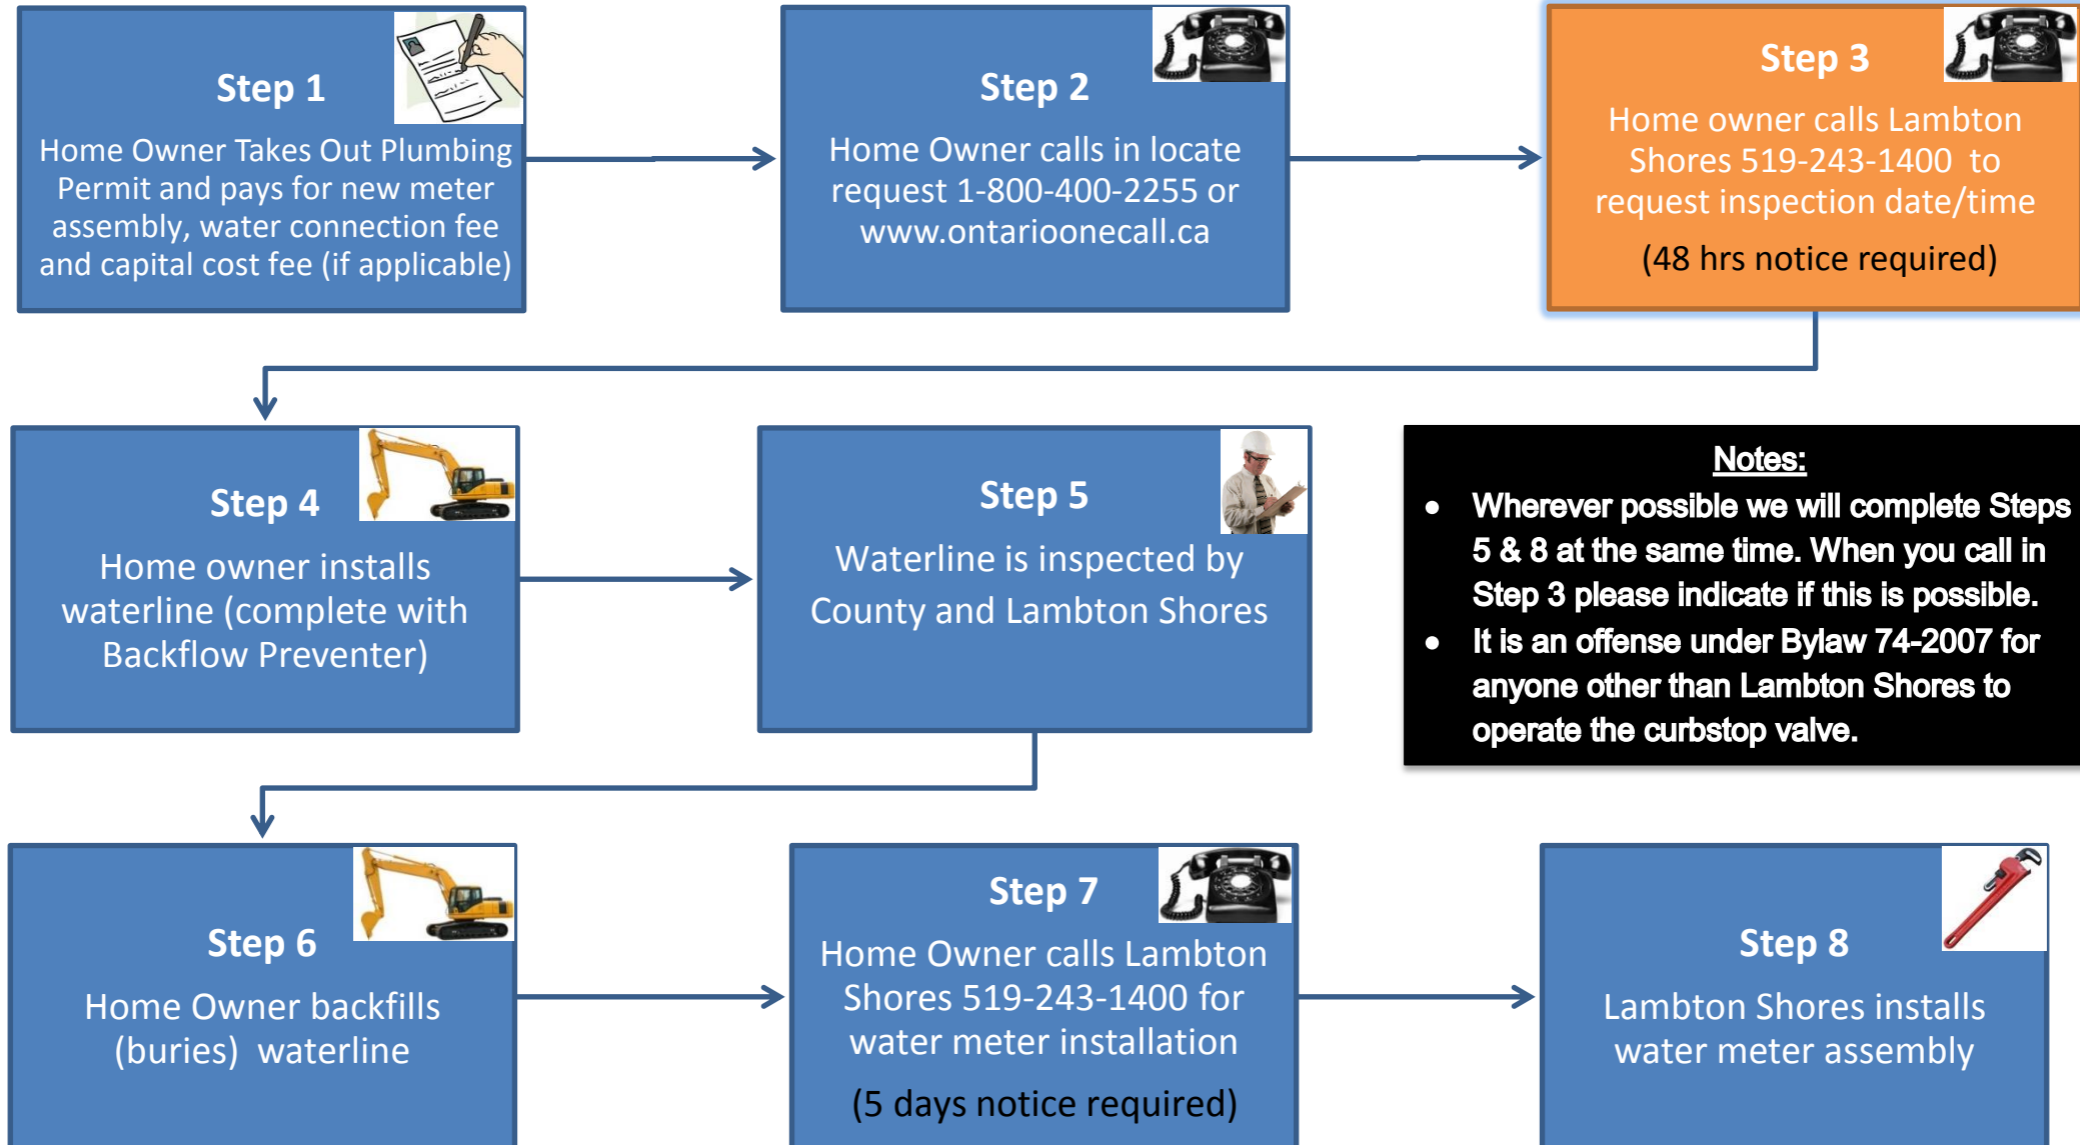 Step 1
Home Owner Takes Out Plumbing
Permit and pays for new meter
assembly, water connection fee
and capital cost fee (if applicable)
Step 2
Home Owner calls in locate
request 1-800-400-2255 or
www.ontarioonecall.ca
Step 3
Home owner calls Lambton
Shores 519-243-1400 to
request inspection date/time
(48 hrs notice required)
Step 4
Home owner installs
waterline (complete with
Backflow Preventer)
Step 5
Waterline is inspected by
County and Lambton Shores
Notes:
• Wherever possible we will complete Steps
5 & 8 at the same time. When you call in
Step 3 please indicate if this is possible.
• It is an offense under Bylaw 74-2007 for
anyone other than Lambton Shores to
operate the curbstop valve.
Step 6
Home Owner backfills
(buries) waterline
Step 7
Home Owner calls Lambton
Shores 519-243-1400 for
water meter installation
(5 days notice required)
Step 8
Lambton Shores installs
water meter assembly